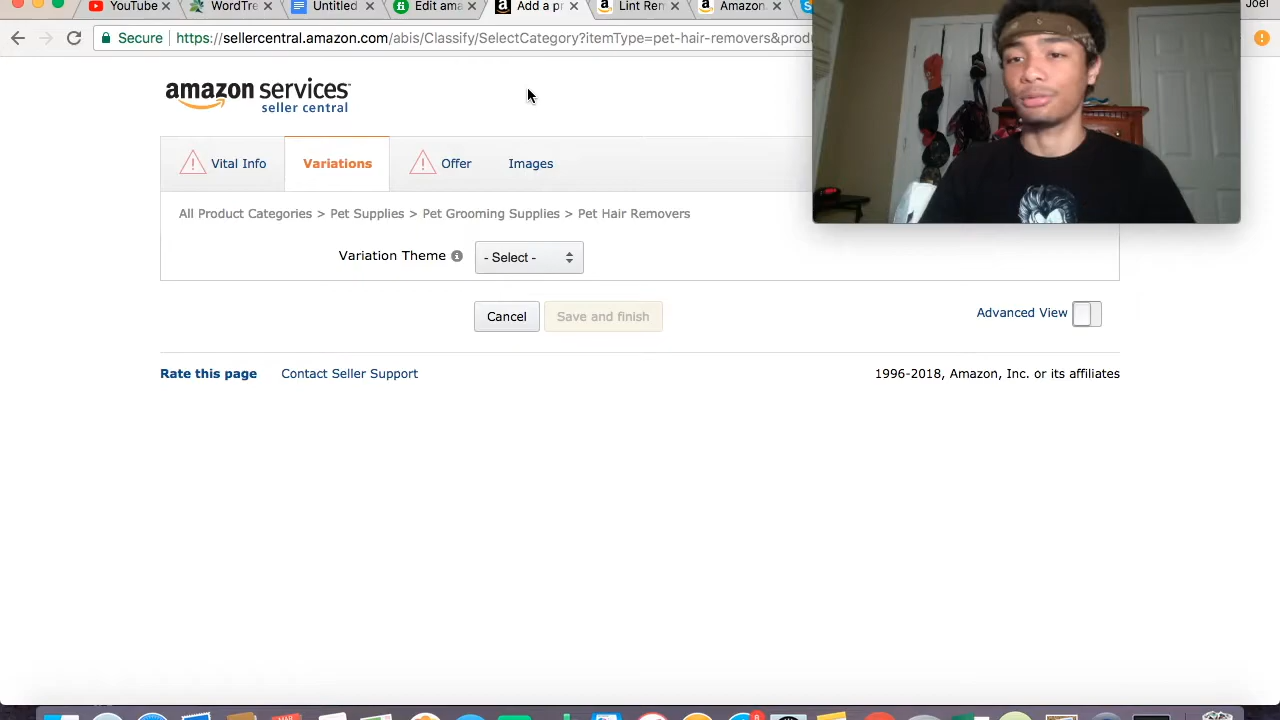 YouTube
WordTre
Untitled
Edit ama
Add a p
Lint Rem
Amazon.
Joel
Secure
https://sellercentral.amazon.com/abis/Classify/SelectCategory?itemType=pet-hair-removers&produ
amazon services
seller central
Vital Info
Variations
Offer
Images
All Product Categories > Pet Supplies > Pet Grooming Supplies > Pet Hair Removers
Variation Theme
- Select -
Cancel
Save and finish
Advanced View
Rate this page
Contact Seller Support
1996-2018, Amazon, Inc. or its affiliates